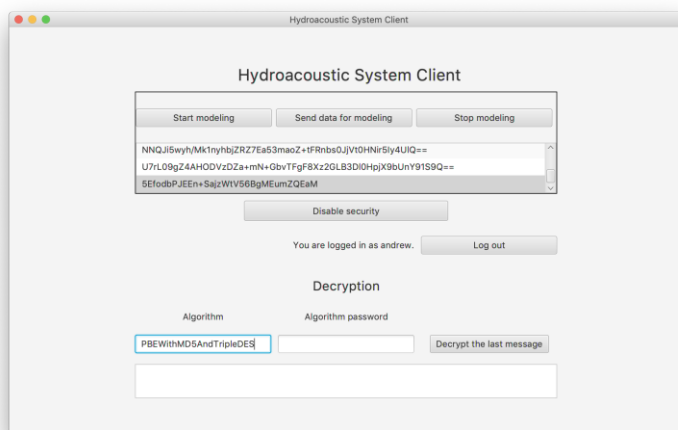 Hydroacoustic System Client
Hydroacoustic System Client
Start modeling Send data for modeling Stop modeling
NNQJi5wyh/Mk1nyhbjZRZ7Ea53maoZ+tFRnbs0JjVt0HNir5Iy4UIQ==
U7rL09gZ4AHODVzDZa+mN+GbvTFgF8Xz2GLB3DI0HpjX9bUnY91S9Q==
5EfodbPJEEn+SajzWtV56BgMEumZQEaM
Disable security
You are logged in as andrew. Log out
Decryption
Algorithm Algorithm password
PBEWithMD5AndTripleDES Decrypt the last message